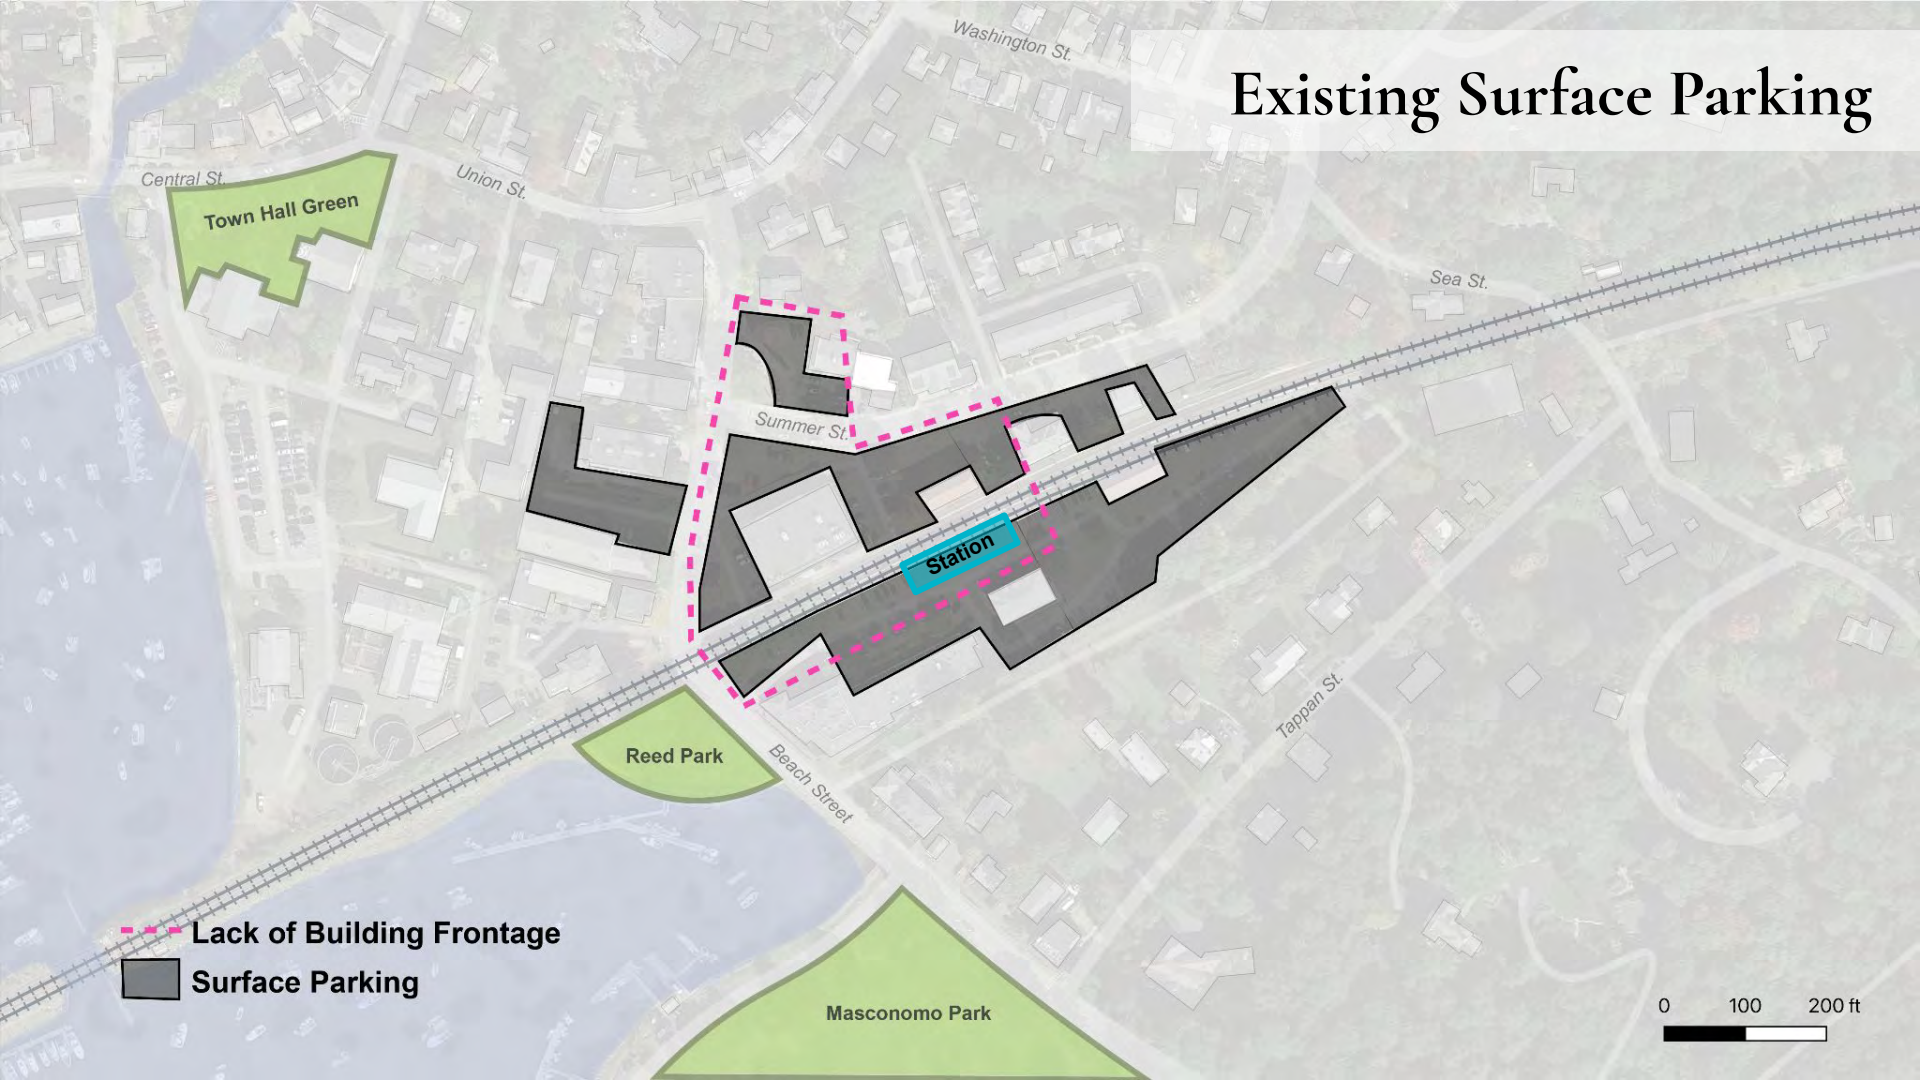 Existing Surface Parking
Washington St.
Central St.
Union St.
Town Hall Green
Sea St.
Summer St.
Station
Tappan St.
Reed Park
Beach Street
Lack of Building Frontage
Surface Parking
Masconomo Park
0 100 200 ft